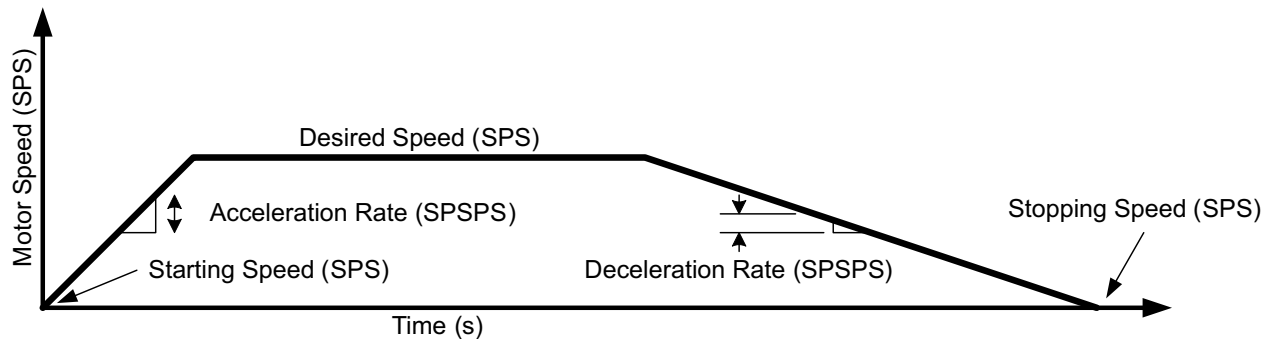 Motor Speed (SPS)
Desired Speed (SPS)
Acceleration Rate (SPSPS)
Stopping Speed (SPS)
Starting Speed (SPS)
Deceleration Rate (SPSPS)
Time (s)